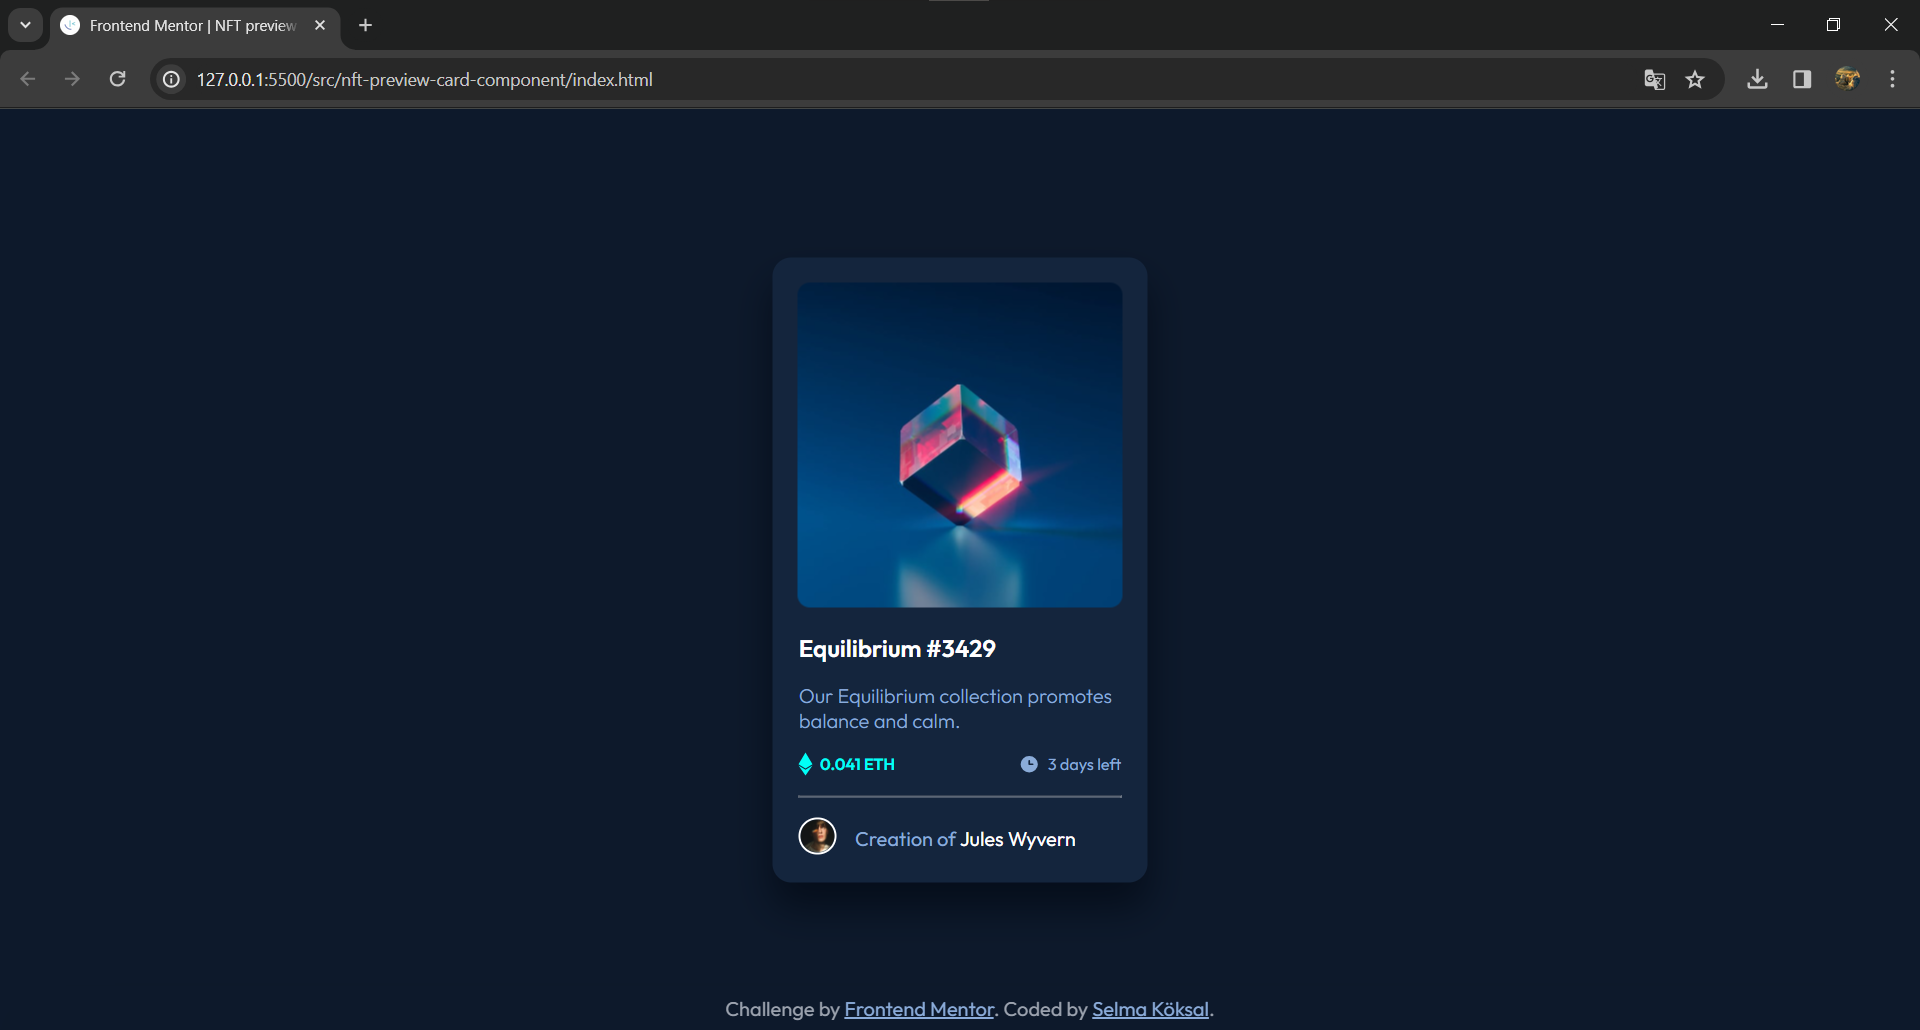 Frontend Mentor | NFT preview
127.0.0.1:5500/src/nft-preview-card-component/index.html
Equilibrium #3429
Our Equilibrium collection promotes
balance and calm.
0.041 ETH 3 days left
Creation of Jules Wyvern
Challenge by Frontend Mentor. Coded by Selma Köksal.